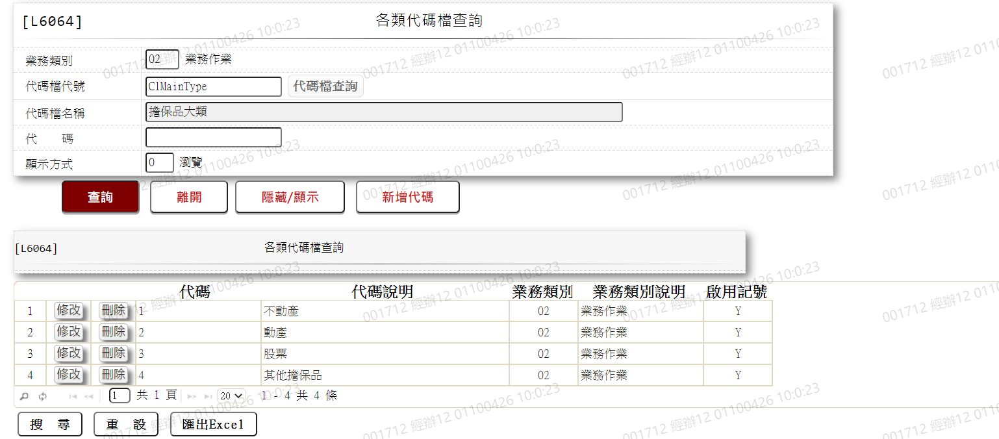 [L6064] 各類代碼檔查詢
業務類別 02 業務作業
代碼檔代號 ClMainType 代碼檔查詢
代碼檔名稱 擔保品大類
代 碼
顯示方式 0 瀏覽
查詢 離開 隱藏/顯示 新增代碼
[L6064] 各類代碼檔查詢
代碼 代碼說明 業務類別 業務類別說明 啟用記號
1 修改 刪除 1 不動產 02 業務作業 Y
2 修改 刪除 2 動產 02 業務作業 Y
3 修改 刪除 3 股票 02 業務作業 Y
4 修改 刪除 4 其他擔保品 02 業務作業 Y
1 共 1 頁 20 1 - 4 共 4 條
搜 尋 重 設 匯出Excel
001712 經辦12 01100426 10:0:23